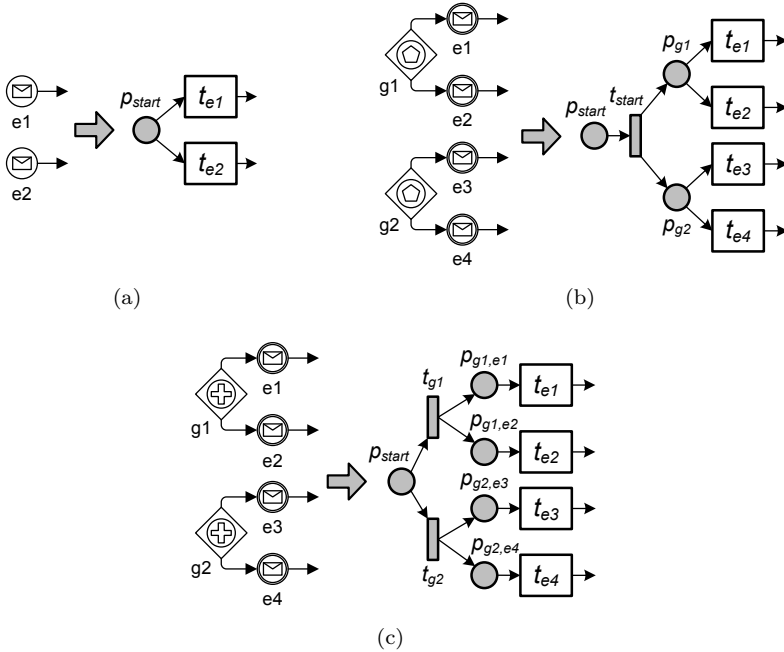 e1
e2
p_start
t_e1
t_e2
(a)
g1
e1
e2
g2
e3
e4
p_start
t_start
p_g1
p_g2
t_e1
t_e2
t_e3
t_e4
(b)
g1
e1
e2
g2
e3
e4
p_start
t_g1
t_g2
p_g1,e1
p_g1,e2
p_g2,e3
p_g2,e4
t_e1
t_e2
t_e3
t_e4
(c)